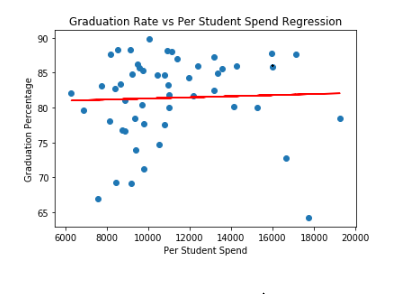 Graduation Rate vs Per Student Spend Regression
Graduation Percentage
90
85
80
75
70
65
6000 8000 10000 12000 14000 16000 18000 20000
Per Student Spend